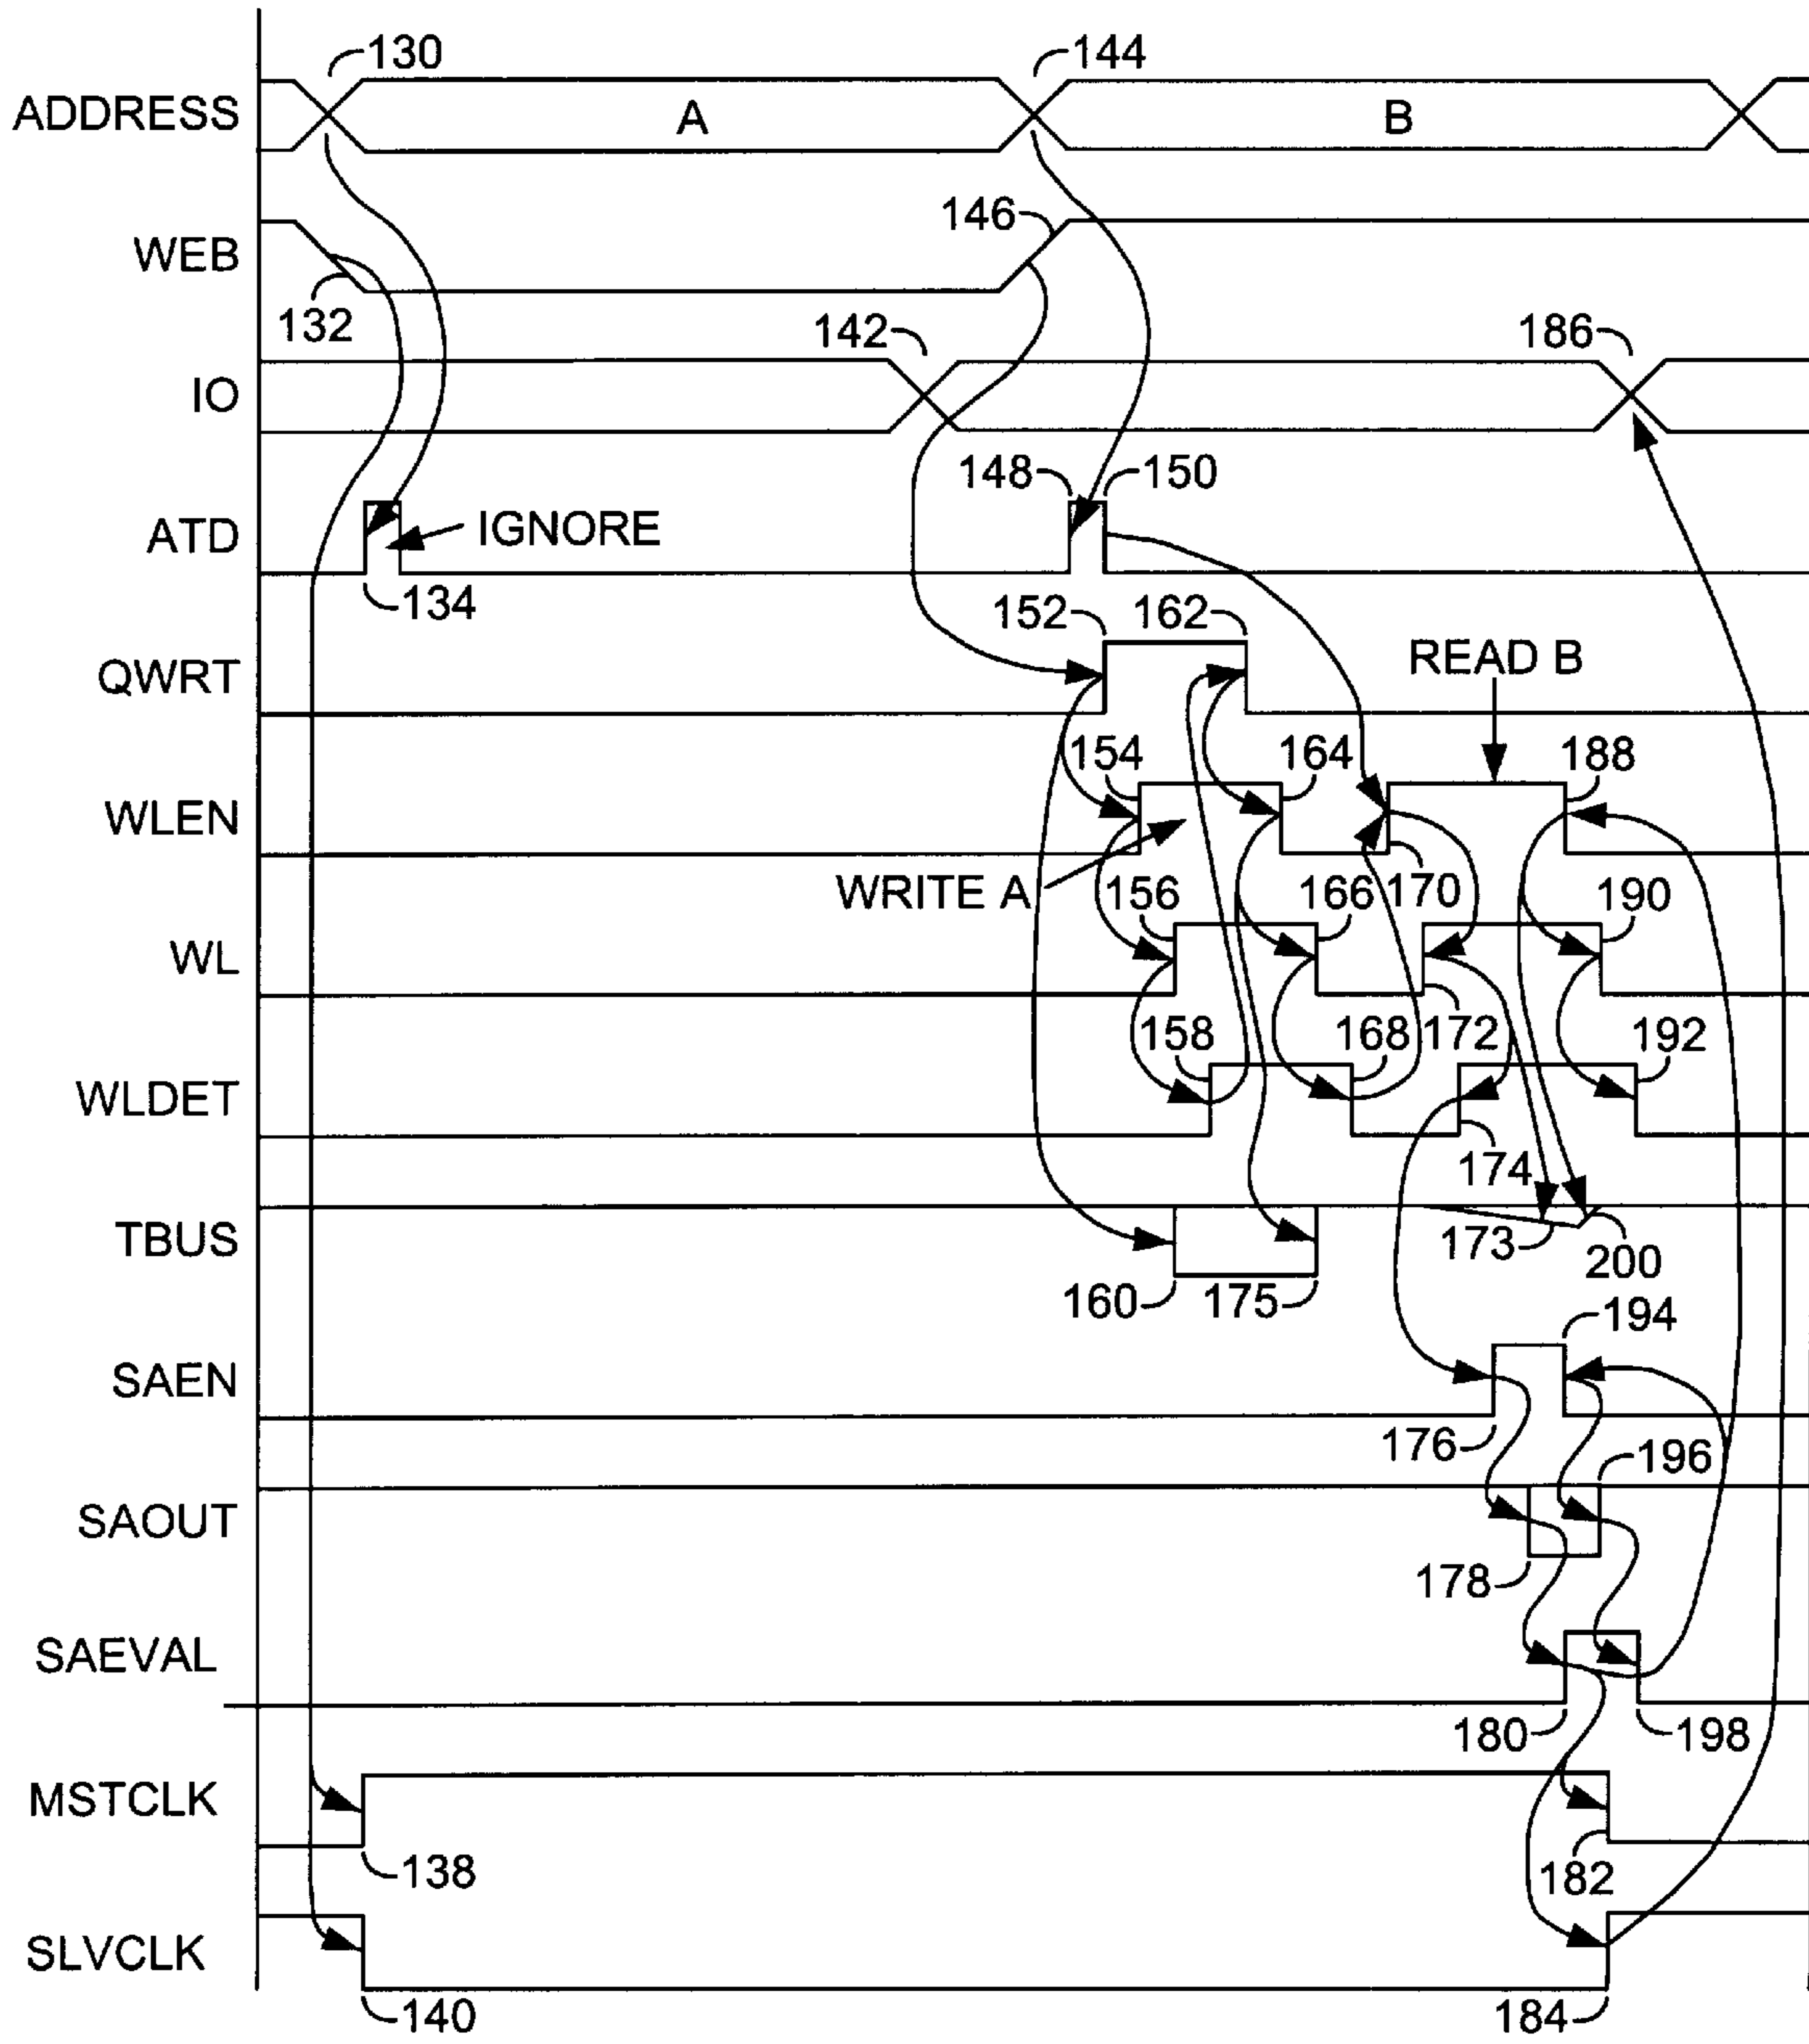 130
144
ADDRESS
A
B
146
WEB
132
142
186
IO
148
150
ATD
IGNORE
134
152
162
QWRT
READ B
154
164
188
WLEN
WRITE A
170
156
166
190
WL
158
168
172
192
WLDET
174
TBUS
173
200
160
175
194
SAEN
176
196
SAOUT
178
SAEVAL
180
198
MSTCLK
138
182
SLVCLK
140
184